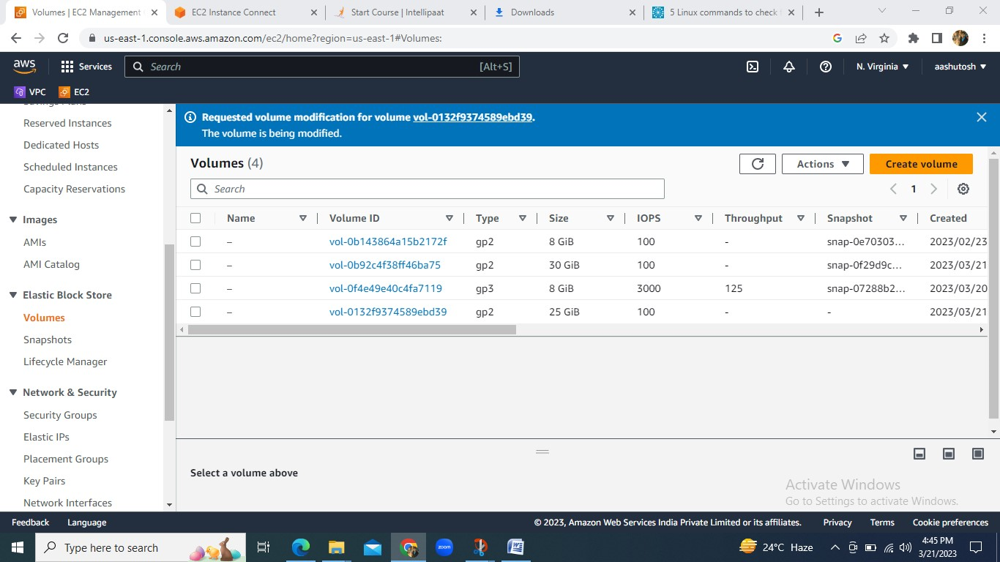 Volumes | EC2 Management
EC2 Instance Connect
Start Course | Intellipaat
Downloads
5 Linux commands to check
us-east-1.console.aws.amazon.com/ec2/home?region=us-east-1#Volumes:
aws
Services
Search
[Alt+S]
N. Virginia
aashutosh
VPC
EC2
Savings Plans
Reserved Instances
Dedicated Hosts
Scheduled Instances
Capacity Reservations
Images
AMIs
AMI Catalog
Elastic Block Store
Volumes
Snapshots
Lifecycle Manager
Network & Security
Security Groups
Elastic IPs
Placement Groups
Key Pairs
Network Interfaces
Requested volume modification for volume vol-0132f9374589ebd39.
The volume is being modified.
Volumes (4)
Actions
Create volume
Search
1
Name Volume ID Type Size IOPS Throughput Snapshot Created
– vol-0b143864a15b2172f gp2 8 GiB 100 - snap-0e70303... 2023/02/23
– vol-0b92c4f38ff46ba75 gp2 30 GiB 100 - snap-0f29d9c... 2023/03/21
– vol-0f4e49e40c4fa7119 gp3 8 GiB 3000 125 snap-07288b2... 2023/03/20
– vol-0132f9374589ebd39 gp2 25 GiB 100 - - 2023/03/21
Select a volume above
Activate Windows
Go to Settings to activate Windows.
Feedback Language
© 2023, Amazon Web Services India Private Limited or its affiliates. Privacy Terms Cookie preferences
Type here to search
zoom
24°C Haze
4:45 PM
3/21/2023